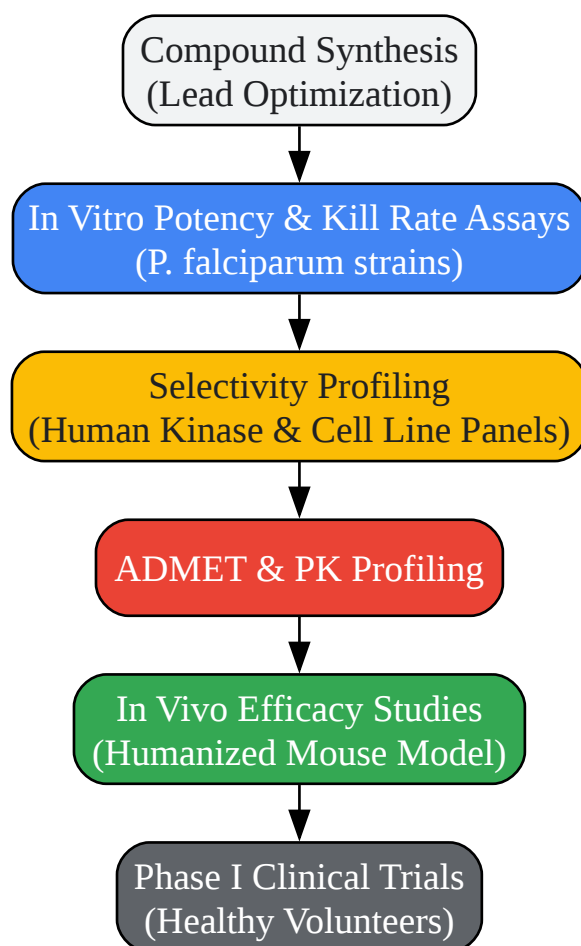 Compound Synthesis
(Lead Optimization)
In Vitro Potency & Kill Rate Assays
(P. falciparum strains)
Selectivity Profiling
(Human Kinase & Cell Line Panels)
ADMET & PK Profiling
In Vivo Efficacy Studies
(Humanized Mouse Model)
Phase I Clinical Trials
(Healthy Volunteers)